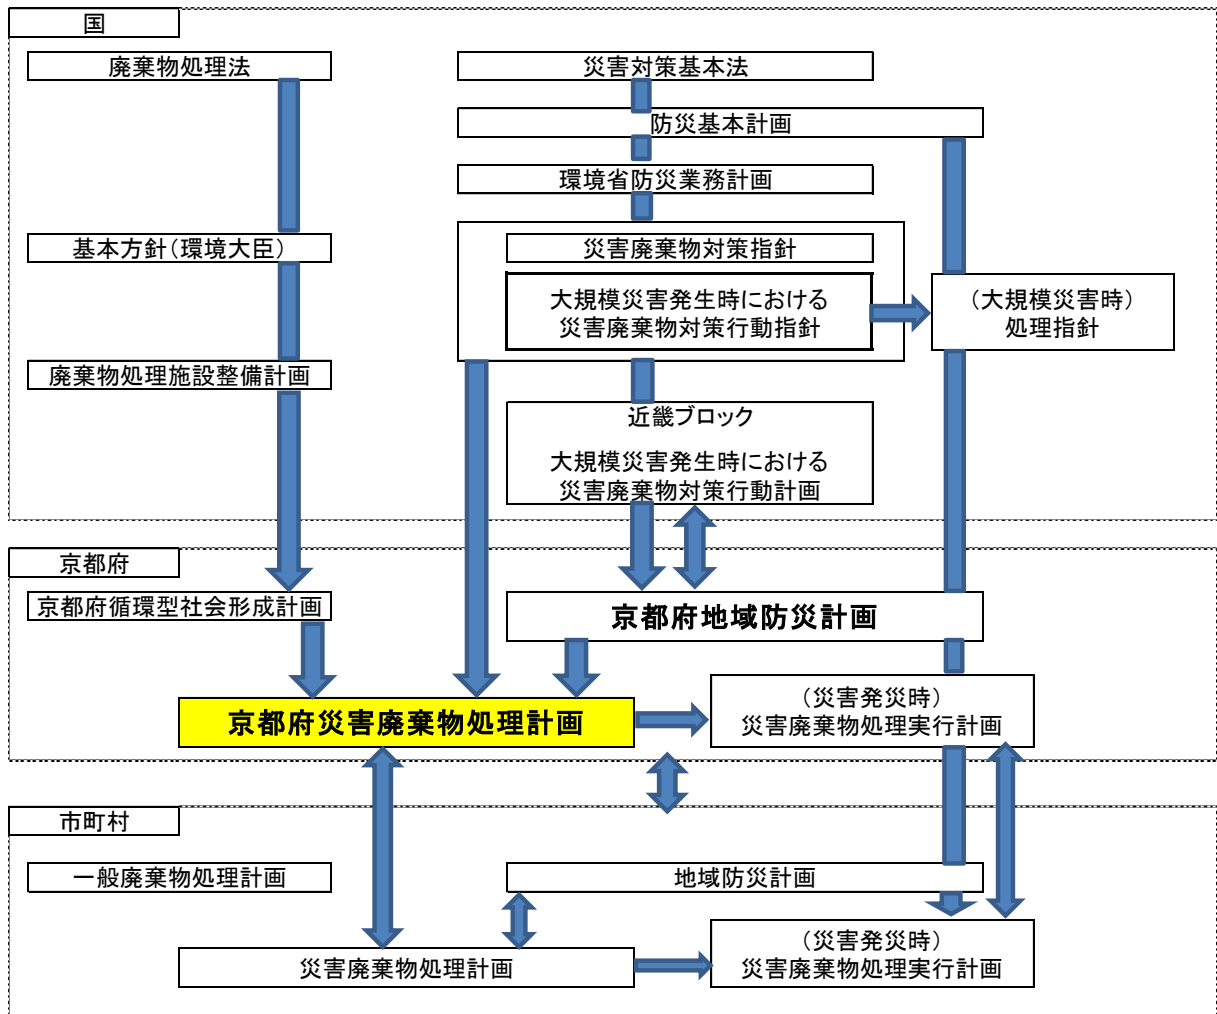 国
廃棄物処理法
災害対策基本法
防災基本計画
環境省防災業務計画
基本方針(環境大臣)
災害廃棄物対策指針
大規模災害発生時における
災害廃棄物対策行動指針
(大規模災害時)
処理指針
廃棄物処理施設整備計画
近畿ブロック
大規模災害発生時における
災害廃棄物対策行動計画
京都府
京都府循環型社会形成計画
京都府地域防災計画
京都府災害廃棄物処理計画
(災害発災時)
災害廃棄物処理実行計画
市町村
一般廃棄物処理計画
地域防災計画
災害廃棄物処理計画
(災害発災時)
災害廃棄物処理実行計画